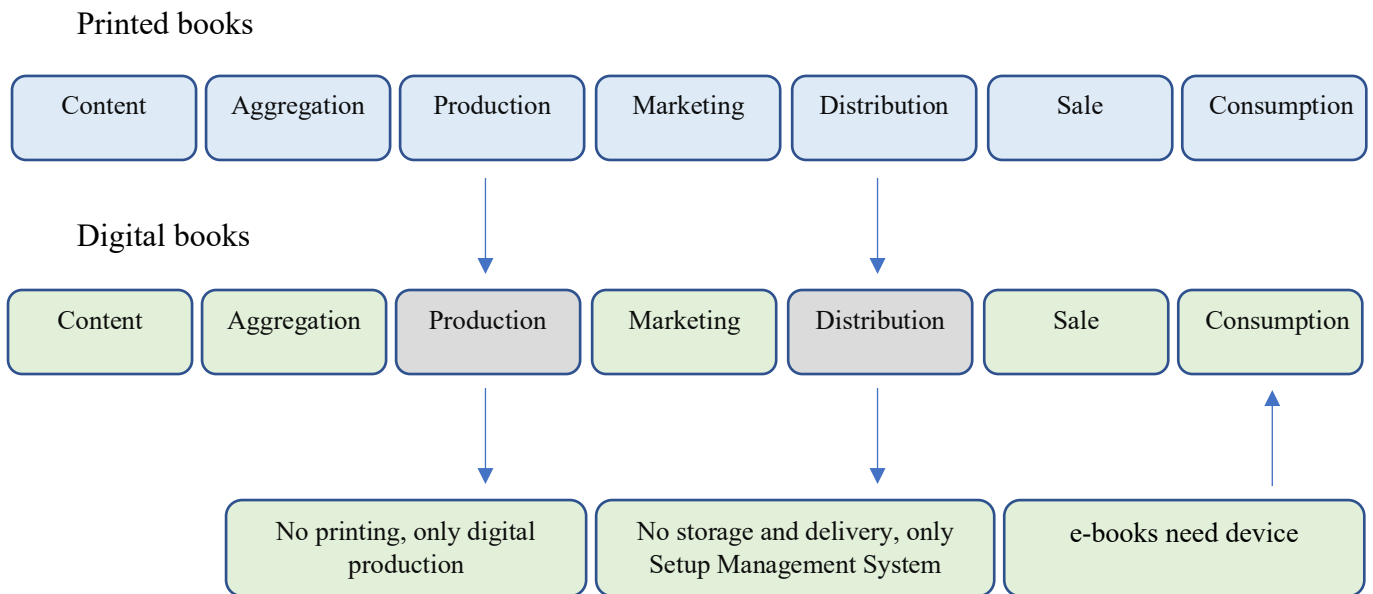 Printed books
Content
Aggregation
Production
Marketing
Distribution
Sale
Consumption
Digital books
Content
Aggregation
Production
Marketing
Distribution
Sale
Consumption
No printing, only digital
production
No storage and delivery, only
Setup Management System
e-books need device